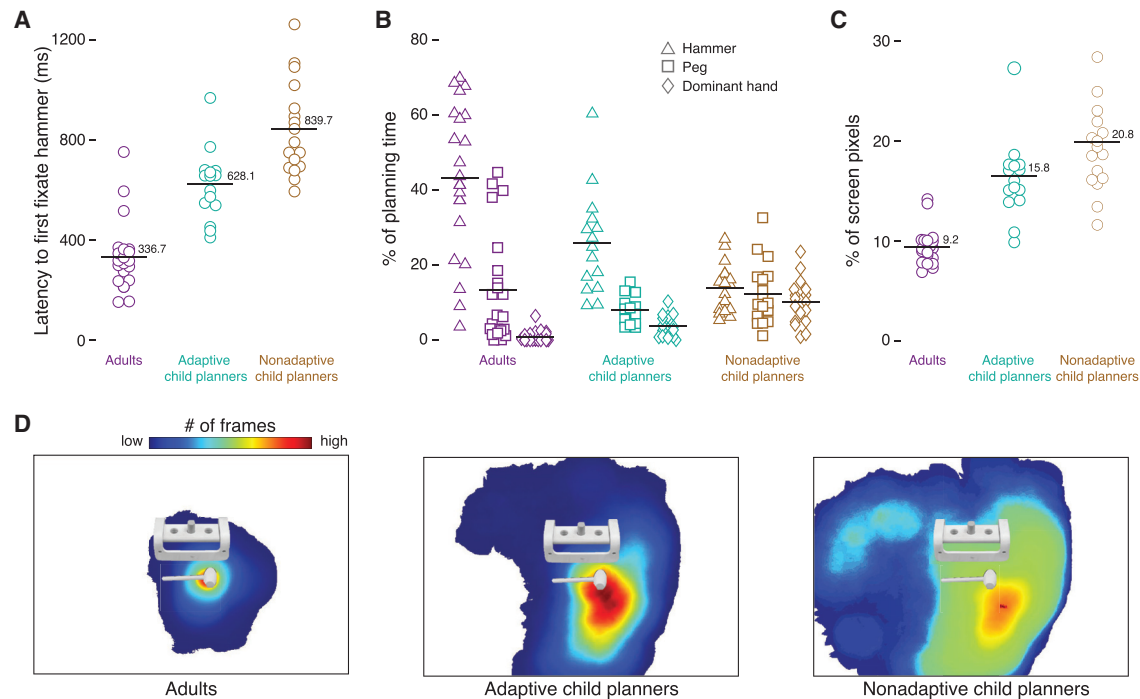 A
Latency to first fixate hammer (ms)
1200
800
400
0
336.7
628.1
839.7
Adults
Adaptive
child planners
Nonadaptive
child planners
B
% of planning time
80
60
40
20
0
Hammer
Peg
Dominant hand
Adults
Adaptive
child planners
Nonadaptive
child planners
C
% of screen pixels
30
20
10
0
9.2
15.8
20.8
Adults
Adaptive
child planners
Nonadaptive
child planners
D
# of frames
low
high
Adults
Adaptive child planners
Nonadaptive child planners